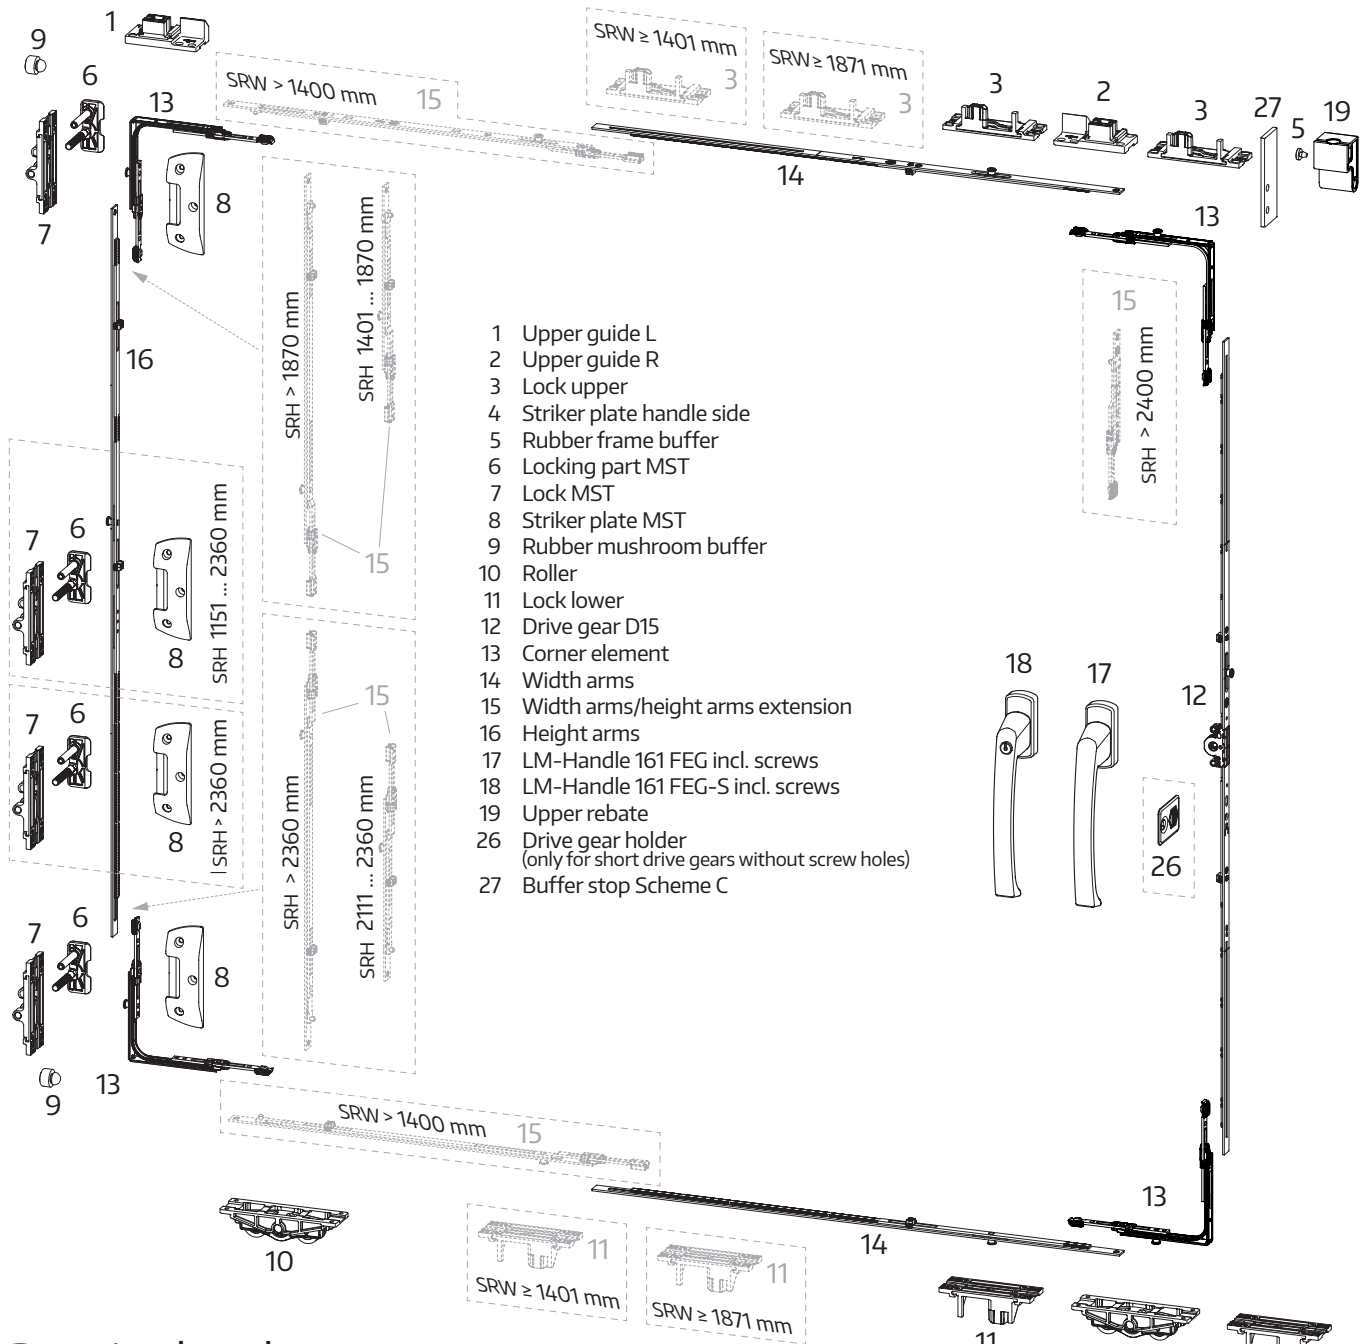 1
9
6
13
SRW > 1400 mm
15
SRW ≥ 1401 mm
3
SRW ≥ 1871 mm
3
3
2
3
27
5
19
7
8
14
13
16
SRH > 1870 mm
SRH 1401 ... 1870 mm
15
15
SRH > 2400 mm
1 Upper guide L
2 Upper guide R
3 Lock upper
4 Striker plate handle side
5 Rubber frame buffer
6 Locking part MST
7 Lock MST
8 Striker plate MST
9 Rubber mushroom buffer
10 Roller
11 Lock lower
12 Drive gear D15
13 Corner element
14 Width arms
15 Width arms/height arms extension
16 Height arms
17 LM-Handle 161 FEG incl. screws
18 LM-Handle 161 FEG-S incl. screws
19 Upper rebate
26 Drive gear holder
(only for short drive gears without screw holes)
27 Buffer stop Scheme C
7
6
8
SRH 1151 ... 2360 mm
7
6
8
SRH > 2360 mm
15
SRH > 2360 mm
SRH 2111 ... 2360 mm
18
17
12
26
7
6
8
9
13
SRW > 1400 mm
15
10
11
SRW ≥ 1401 mm
11
SRW ≥ 1871 mm
14
13
11